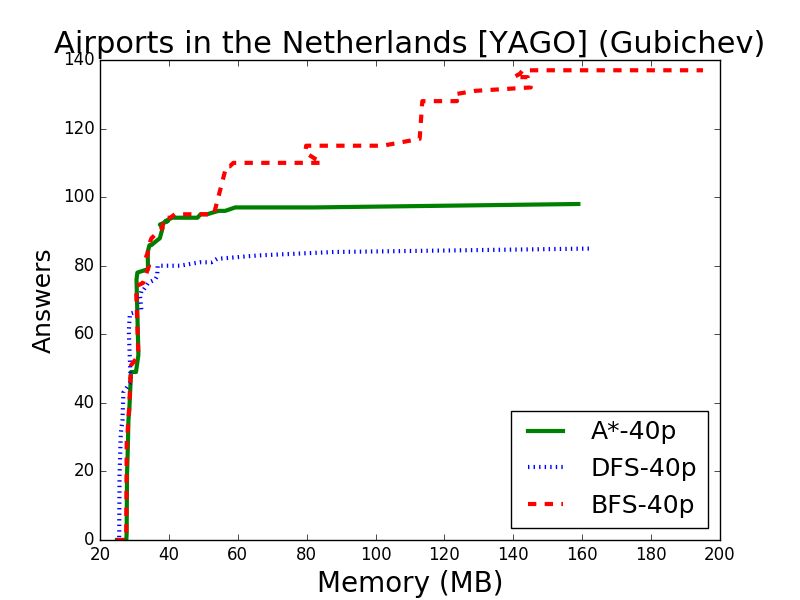 Airports in the Netherlands [YAGO] (Gubichev)
140
120
100
80
60
40
20
0
Answers
20 40 60 80 100 120 140 160 180 200
Memory (MB)
A*-40p
DFS-40p
BFS-40p